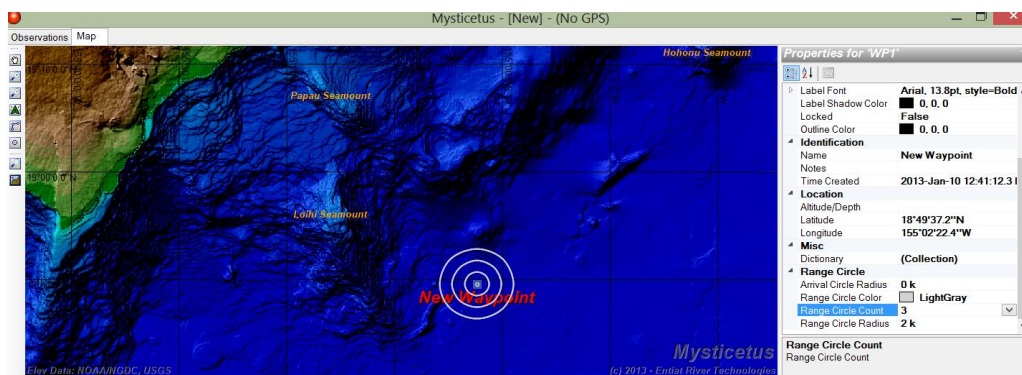 Mysticetus - [New] - (No GPS)
Observations Map
Hohonu Seamount
19°10'0.0"N
Papau Seamount
19°00'0.0"N
Loihi Seamount
New Waypoint
Mysticetus
Elev Data: NOAA/NGDC, USGS
(c) 2013 - Entiat River Technologies
Properties for 'WP1'
Label Font Arial, 13.8pt, style=Bold
Label Shadow Color 0, 0, 0
Locked False
Outline Color 0, 0, 0
Identification
Name New Waypoint
Notes
Time Created 2013-Jan-10 12:41:12.3
Location
Altitude/Depth
Latitude 18°49'37.2"N
Longitude 155°02'22.4"W
Misc
Dictionary (Collection)
Range Circle
Arrival Circle Radius 0 k
Range Circle Color LightGray
Range Circle Count 3
Range Circle Radius 2 k
Range Circle Count
Range Circle Count